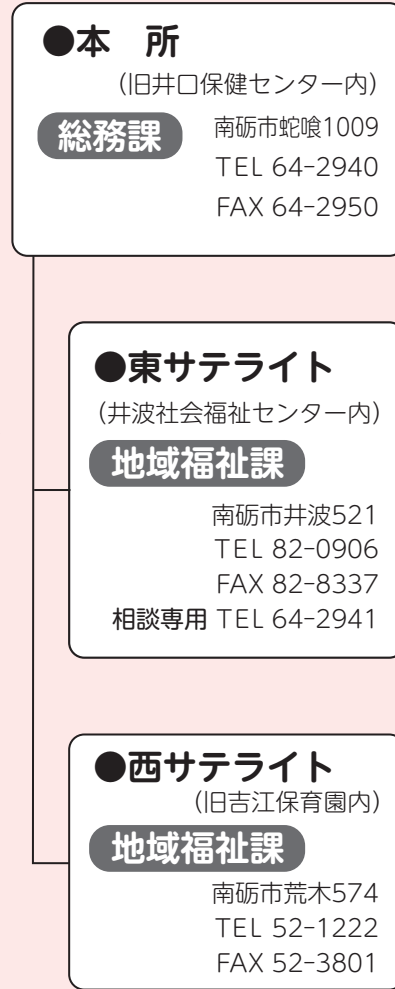 ●本　所
(旧井口保健センター内)
総務課
南砺市蛇喰1009
TEL 64-2940
FAX 64-2950
●東サテライト
(井波社会福祉センター内)
地域福祉課
南砺市井波521
TEL 82-0906
FAX 82-8337
相談専用 TEL 64-2941
●西サテライト
(旧吉江保育園内)
地域福祉課
南砺市荒木574
TEL 52-1222
FAX 52-3801